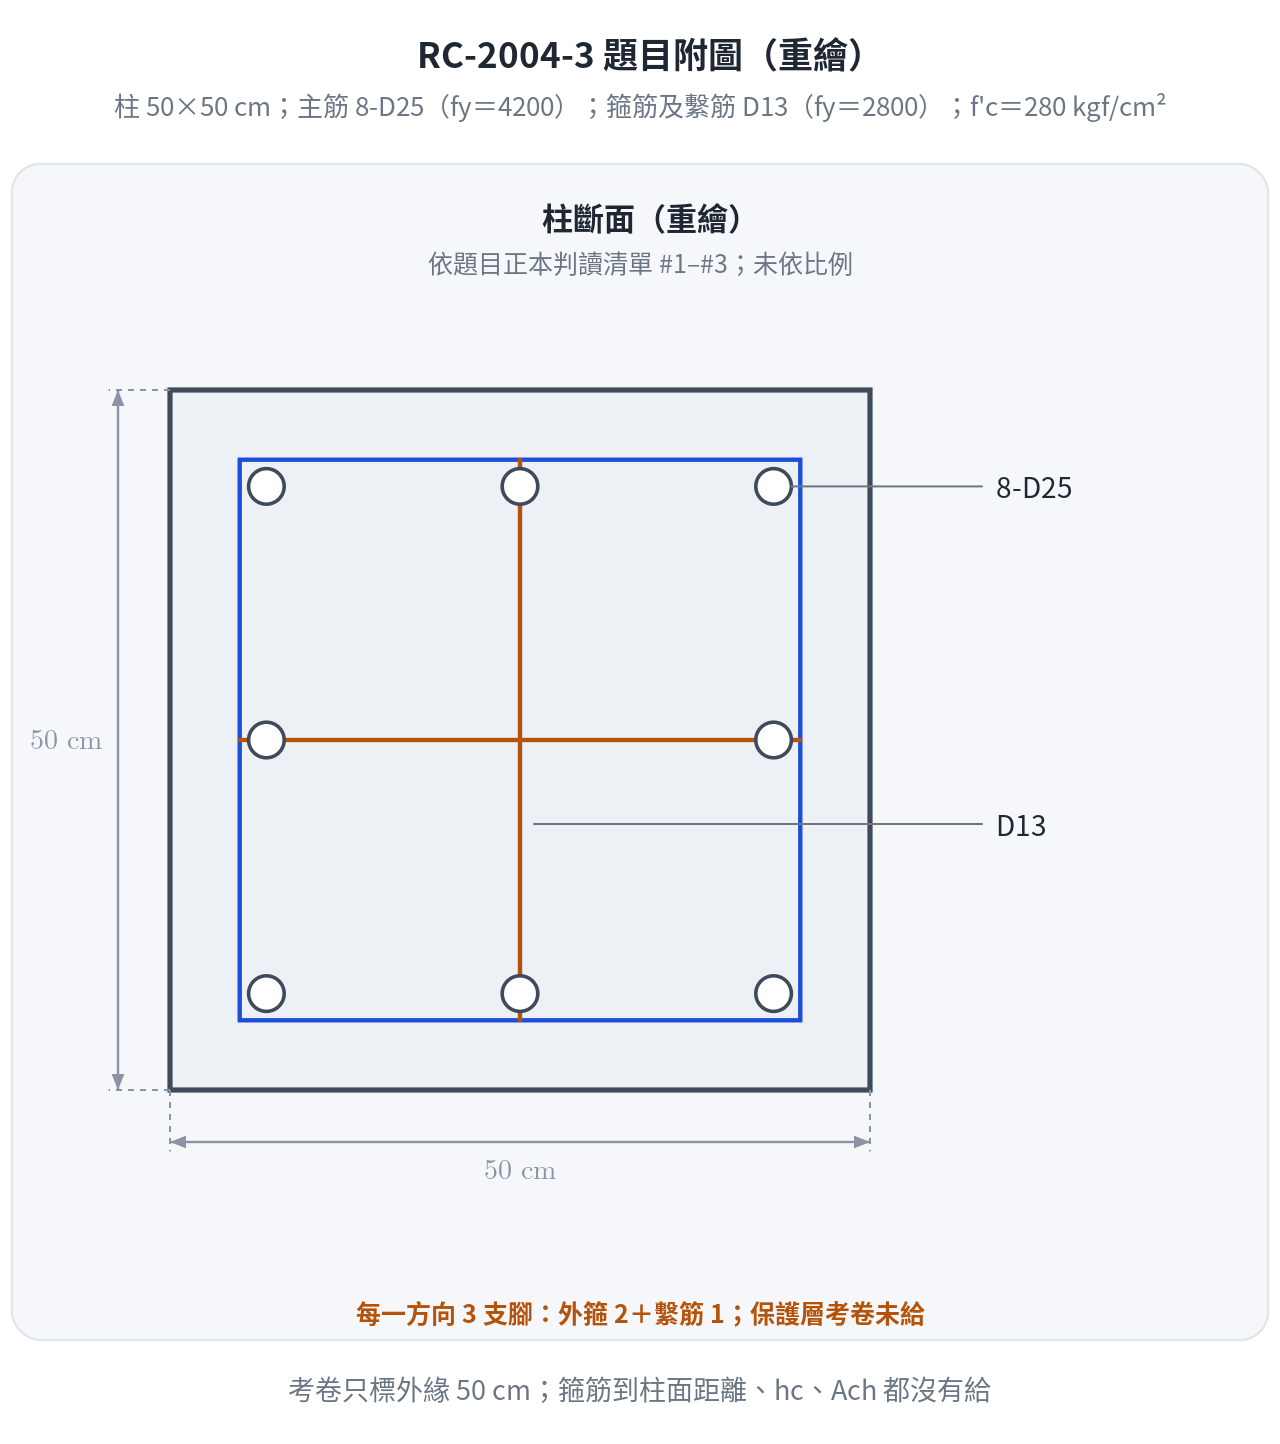 RC-2004-3 題目附圖（重繪）
柱 50×50 cm；主筋 8-D25（fy＝4200）；箍筋及繫筋 D13（fy＝2800）；f'c＝280 kgf/cm²
柱斷面（重繪）
依題目正本判讀清單 #1–#3；未依比例
8-D25
50 cm
D13
50 cm
每一方向 3 支腳：外箍 2＋繫筋 1；保護層考卷未給
考卷只標外緣 50 cm；箍筋到柱面距離、hc、Ach 都沒有給